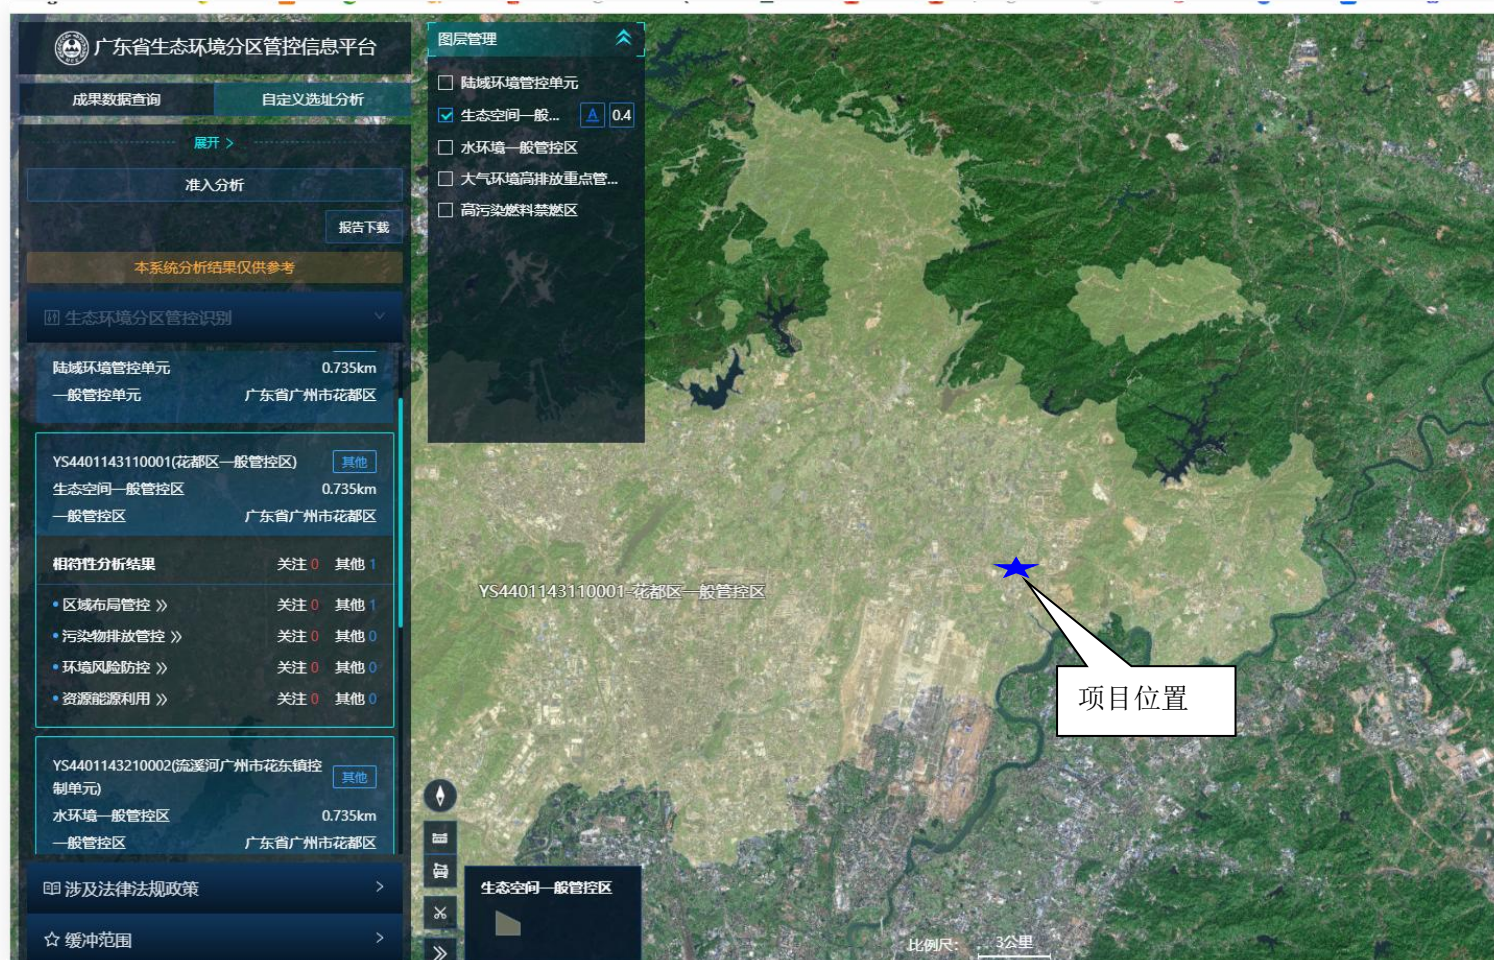 广东省生态环境分区管控信息平台
成果数据查询
自定义选址分析
展开 >
准入分析
报告下载
本系统分析结果仅供参考
生态环境分区管控识别
陆域环境管控单元 0.735km
一般管控单元 广东省广州市花都区
YS4401143110001(花都区一般管控区) 其他
生态空间一般管控区 0.735km
一般管控区 广东省广州市花都区
相符性分析结果 关注 0 其他 1
• 区域布局管控 » 关注 0 其他 1
• 污染物排放管控 » 关注 0 其他 0
• 环境风险防控 » 关注 0 其他 0
• 资源能源利用 » 关注 0 其他 0
YS4401143210002(流溪河广州市花东镇控
制单元) 其他
水环境一般管控区 0.735km
一般管控区 广东省广州市花都区
涉及法律法规政策 >
缓冲范围 >
图层管理
陆域环境管控单元
生态空间一般... A 0.4
水环境一般管控区
大气环境高排放重点管...
高污染燃料禁燃区
YS4401143110001-花都区一般管控区
项目位置
生态空间一般管控区
比例尺： 3公里